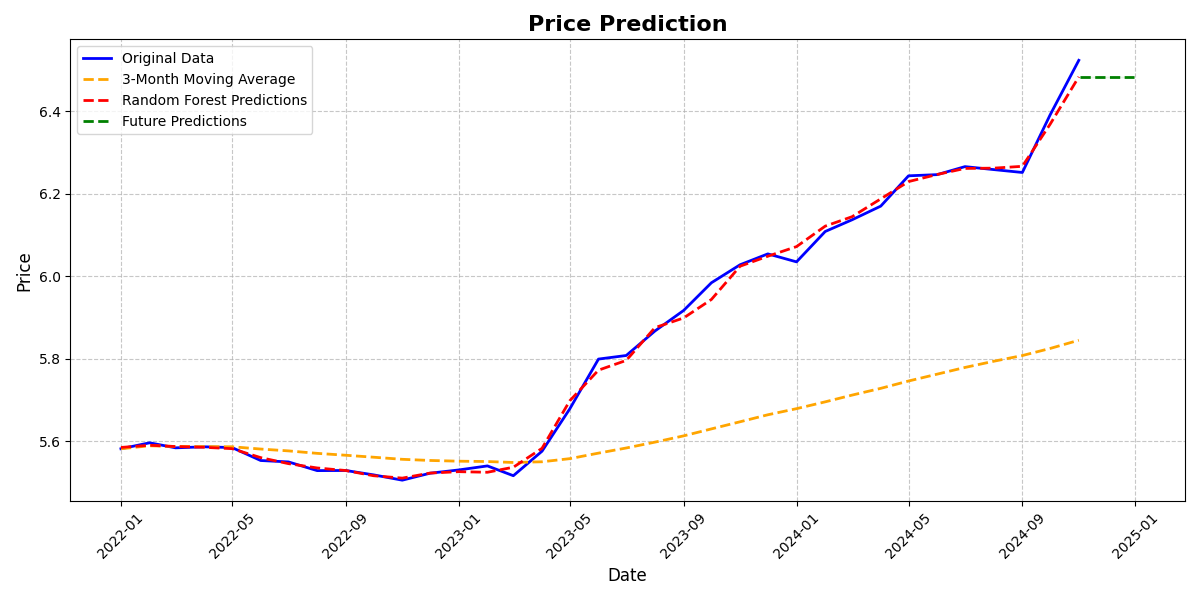 Price Prediction
Original Data
3-Month Moving Average
Random Forest Predictions
Future Predictions
6.4
6.2
6.0
5.8
5.6
Price
2022-01
2022-05
2022-09
2023-01
2023-05
2023-09
2024-01
2024-05
2024-09
2025-01
Date